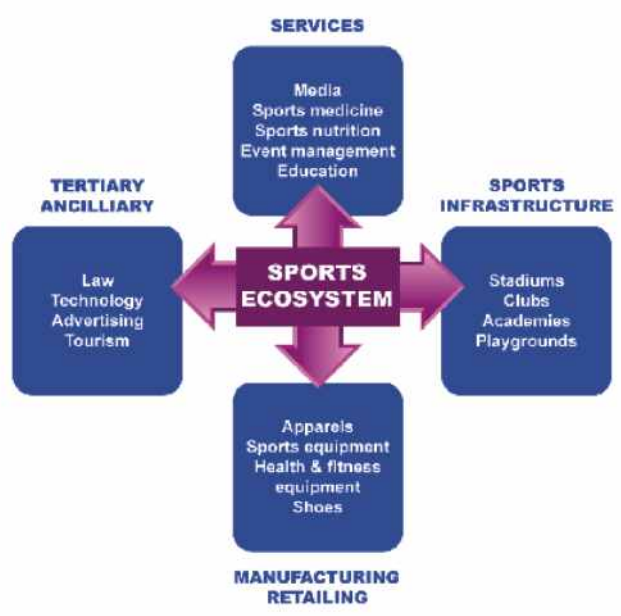 SERVICES
Media
Sports medicine
Sports nutrition
Event management
Education
TERTIARY
ANCILLIARY
Law
Technology
Advertising
Tourism
SPORTS
ECOSYSTEM
SPORTS
INFRASTRUCTURE
Stadiums
Clubs
Academies
Playgrounds
Apparels
Sports equipment
Health & fitness
equipment
Shoes
MANUFACTURING
RETAILING